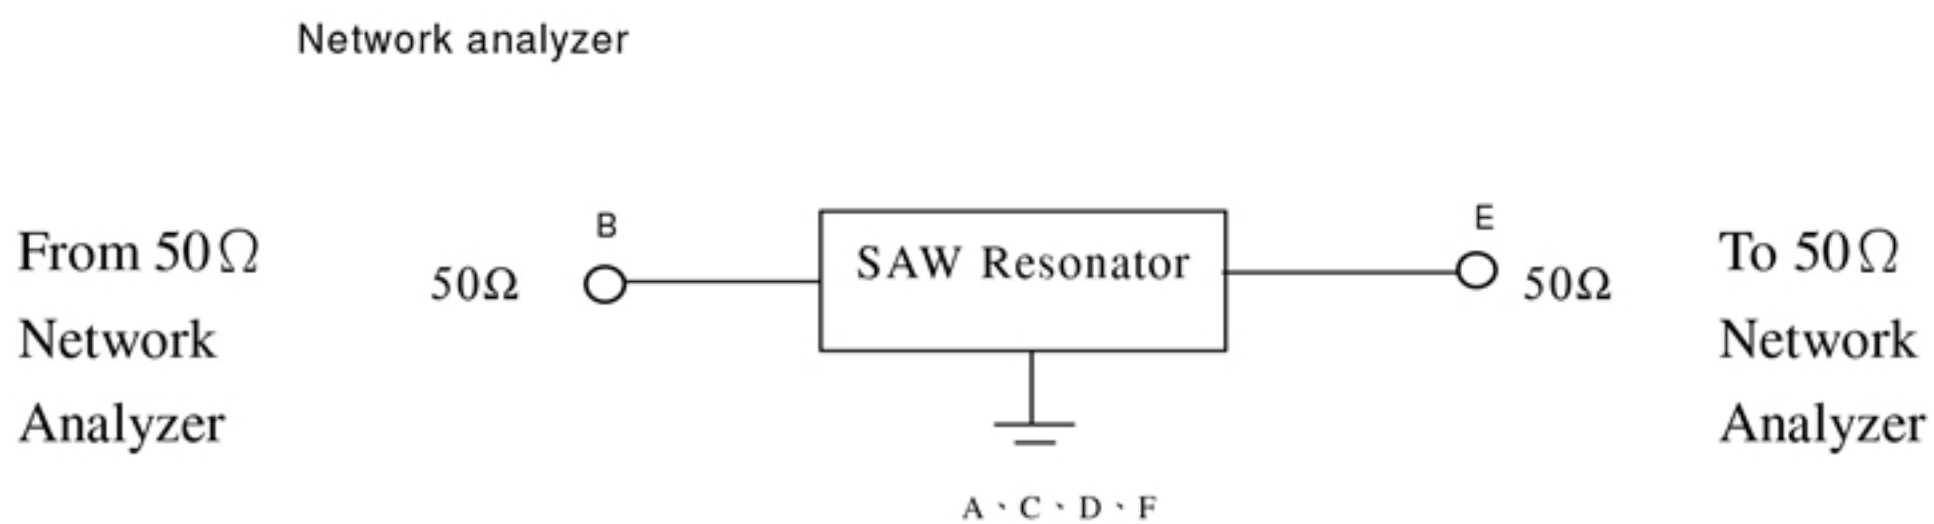 Network analyzer
From 50Ω
Network
Analyzer
50Ω
B
SAW Resonator
E
50Ω
To 50Ω
Network
Analyzer
A、C、D、F